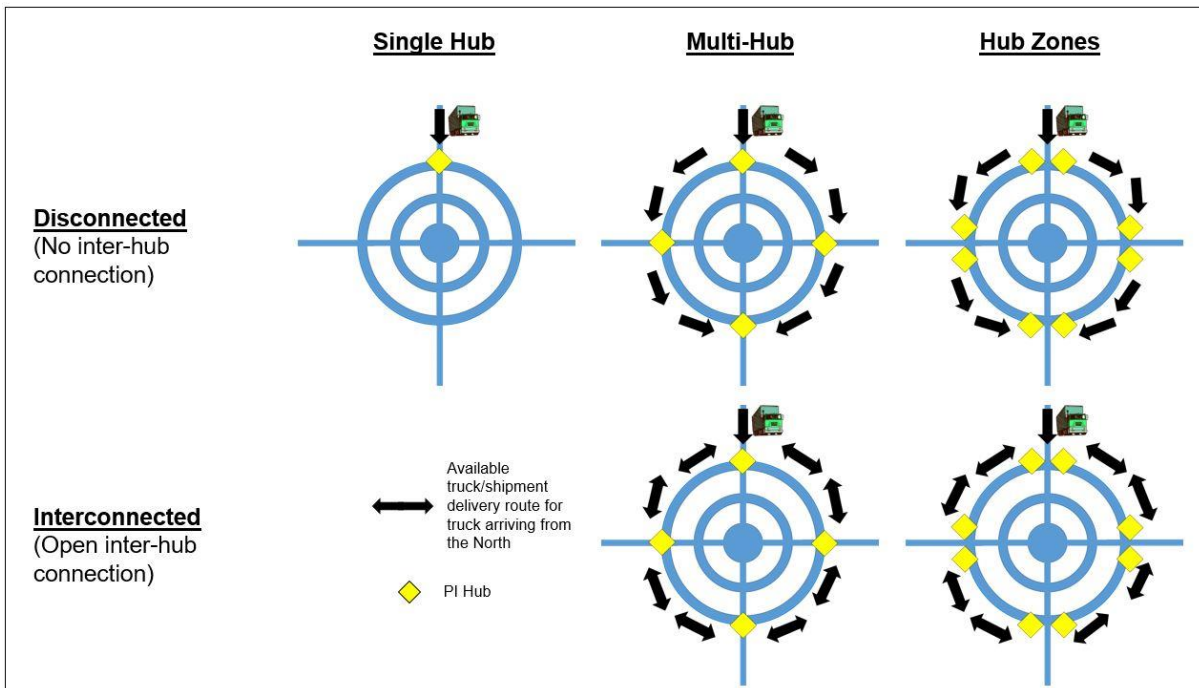 Single Hub
Multi-Hub
Hub Zones
Disconnected
(No inter-hub
connection)
Interconnected
(Open inter-hub
connection)
Available
truck/shipment
delivery route for
truck arriving from
the North
PI Hub